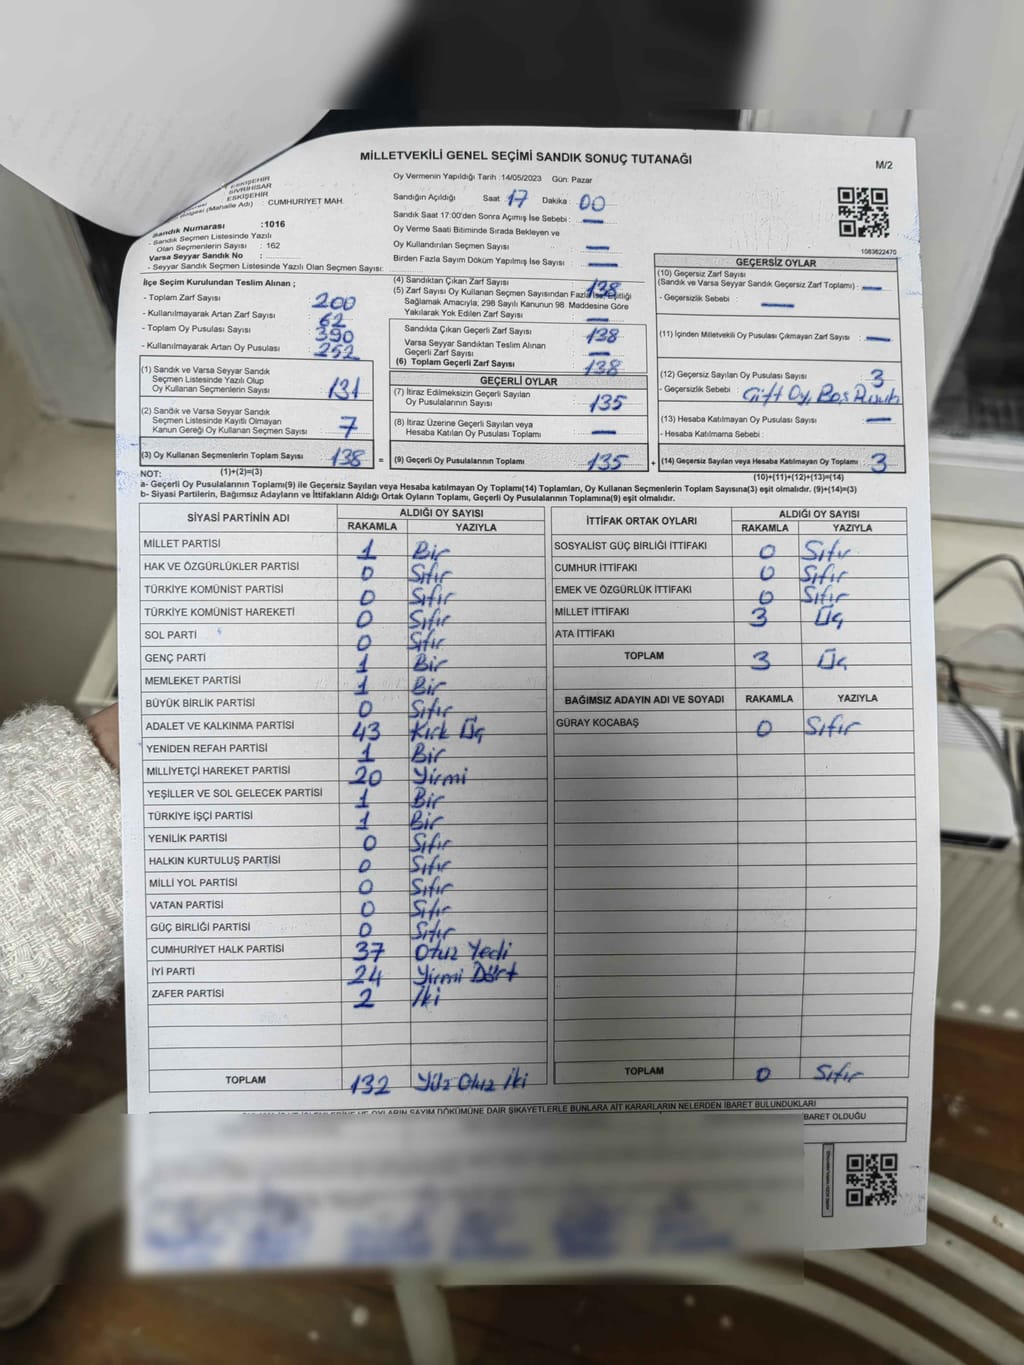 MİLLETVEKİLİ GENEL SEÇİMİ SANDIK SONUÇ TUTANAĞI
M/2
ESKİŞEHİR
SİVRİHİSAR
ESKİŞEHİR
(Mahalle Adı) : CUMHURİYET MAH.
Sandık Numarası :1016
- Sandık Seçmen Listesinde Yazılı
Olan Seçmenlerin Sayısı : 162
Varsa Seyyar Sandık No :
- Seyyar Sandık Seçmen Listesinde Yazılı Olan Seçmen Sayısı:
Oy Vermenin Yapıldığı Tarih :14/05/2023 Gün: Pazar
Sandığın Açıldığı Saat 17 Dakika : 00
Sandık Saat 17:00'den Sonra Açımış İse Sebebi : —
Oy Verme Saati Bitiminde Sırada Bekleyen ve
Oy Kullandırılan Seçmen Sayısı : —
Birden Fazla Sayım Döküm Yapılmış İse Sayısı : —
1083622470
İlçe Seçim Kurulundan Teslim Alınan ;
- Toplam Zarf Sayısı : 200
- Kullanılmayarak Artan Zarf Sayısı : 62
- Toplam Oy Pusulası Sayısı : 390
- Kullanılmayarak Artan Oy Pusulası : 252
(1) Sandık ve Varsa Seyyar Sandık
Seçmen Listesinde Yazılı Olup
Oy Kullanan Seçmenlerin Sayısı : 131
(2) Sandık ve Varsa Seyyar Sandık
Seçmen Listesinde Kayıtlı Olmayan
Kanun Gereği Oy Kullanan Seçmen Sayısı : 7
(3) Oy Kullanan Seçmenlerin Toplam Sayısı : 138
(1)+(2)=(3)
(4) Sandıktan Çıkan Zarf Sayısı : 138
(5) Zarf Sayısı Oy Kullanan Seçmen Sayısından Fazla İse, Eşitliği
Sağlamak Amacıyla, 298 Sayılı Kanunun 98. Maddesine Göre
Yakılarak Yok Edilen Zarf Sayısı : —
Sandıkta Çıkan Geçerli Zarf Sayısı : 138
Varsa Seyyar Sandıktan Teslim Alınan
Geçerli Zarf Sayısı : —
(6) Toplam Geçerli Zarf Sayısı : 138
GEÇERLİ OYLAR
(7) İtiraz Edilmeksizin Geçerli Sayılan
Oy Pusulalarının Sayısı : 135
(8) İtiraz Üzerine Geçerli Sayılan veya
Hesaba Katılan Oy Pusulası Toplamı : —
= (9) Geçerli Oy Pusulalarının Toplamı : 135
GEÇERSİZ OYLAR
(10) Geçersiz Zarf Sayısı
(Sandık ve Varsa Seyyar Sandık Geçersiz Zarf Toplamı) : —
- Geçersizlik Sebebi : —
(11) İçinden Milletvekili Oy Pusulası Çıkmayan Zarf Sayısı : —
(12) Geçersiz Sayılan Oy Pusulası Sayısı : 3
- Geçersizlik Sebebi : Çift Oy, Boş
(13) Hesaba Katılmayan Oy Pusulası Sayısı : —
- Hesaba Katılmama Sebebi :
+ (14) Geçersiz Sayılan veya Hesaba Katılmayan Oy Toplamı : 3
(10)+(11)+(12)+(13)=(14)
NOT:
a- Geçerli Oy Pusulalarının Toplamı(9) ile Geçersiz Sayılan veya Hesaba Katılmayan Oy Toplamı(14) Toplamları, Oy Kullanan Seçmenlerin Toplam Sayısına(3) eşit olmalıdır. (9)+(14)=(3)
b- Siyasi Partilerin, Bağımsız Adayların ve İttifakların Aldığı Ortak Oyların Toplamı, Geçerli Oy Pusulalarının Toplamına(9) eşit olmalıdır.
SİYASİ PARTİNİN ADI ALDIĞI OY SAYISI
RAKAMLA YAZIYLA
MİLLET PARTİSİ 1 Bir
HAK VE ÖZGÜRLÜKLER PARTİSİ 0 Sıfır
TÜRKİYE KOMÜNİST PARTİSİ 0 Sıfır
TÜRKİYE KOMÜNİST HAREKETİ 0 Sıfır
SOL PARTİ 0 Sıfır
GENÇ PARTİ 1 Bir
MEMLEKET PARTİSİ 1 Bir
BÜYÜK BİRLİK PARTİSİ 0 Sıfır
ADALET VE KALKINMA PARTİSİ 43 Kırk Üç
YENİDEN REFAH PARTİSİ 1 Bir
MİLLİYETÇİ HAREKET PARTİSİ 20 Yirmi
YEŞİLLER VE SOL GELECEK PARTİSİ 1 Bir
TÜRKİYE İŞÇİ PARTİSİ 1 Bir
YENİLİK PARTİSİ 0 Sıfır
HALKIN KURTULUŞ PARTİSİ 0 Sıfır
MİLLİ YOL PARTİSİ 0 Sıfır
VATAN PARTİSİ 0 Sıfır
GÜÇ BİRLİĞİ PARTİSİ 0 Sıfır
CUMHURİYET HALK PARTİSİ 37 Otuz Yedi
İYİ PARTİ 24 Yirmi Dört
ZAFER PARTİSİ 2 İki
TOPLAM 132 Yüz Otuz İki
İTTİFAK ORTAK OYLARI ALDIĞI OY SAYISI
RAKAMLA YAZIYLA
SOSYALİST GÜÇ BİRLİĞİ İTTİFAKI 0 Sıfır
CUMHUR İTTİFAKI 0 Sıfır
EMEK VE ÖZGÜRLÜK İTTİFAKI 0 Sıfır
MİLLET İTTİFAKI 3 Üç
ATA İTTİFAKI
TOPLAM 3 Üç
BAĞIMSIZ ADAYIN ADI VE SOYADI RAKAMLA YAZIYLA
GÜRAY KOCABAŞ 0 Sıfır
TOPLAM 0 Sıfır
OYLARIN SAYIM DÖKÜMÜNE DAİR ŞİKAYETLERLE BUNLARA AİT KARARLARIN NELERDEN İBARET BULUNDUKLARI
İBARET OLDUĞU